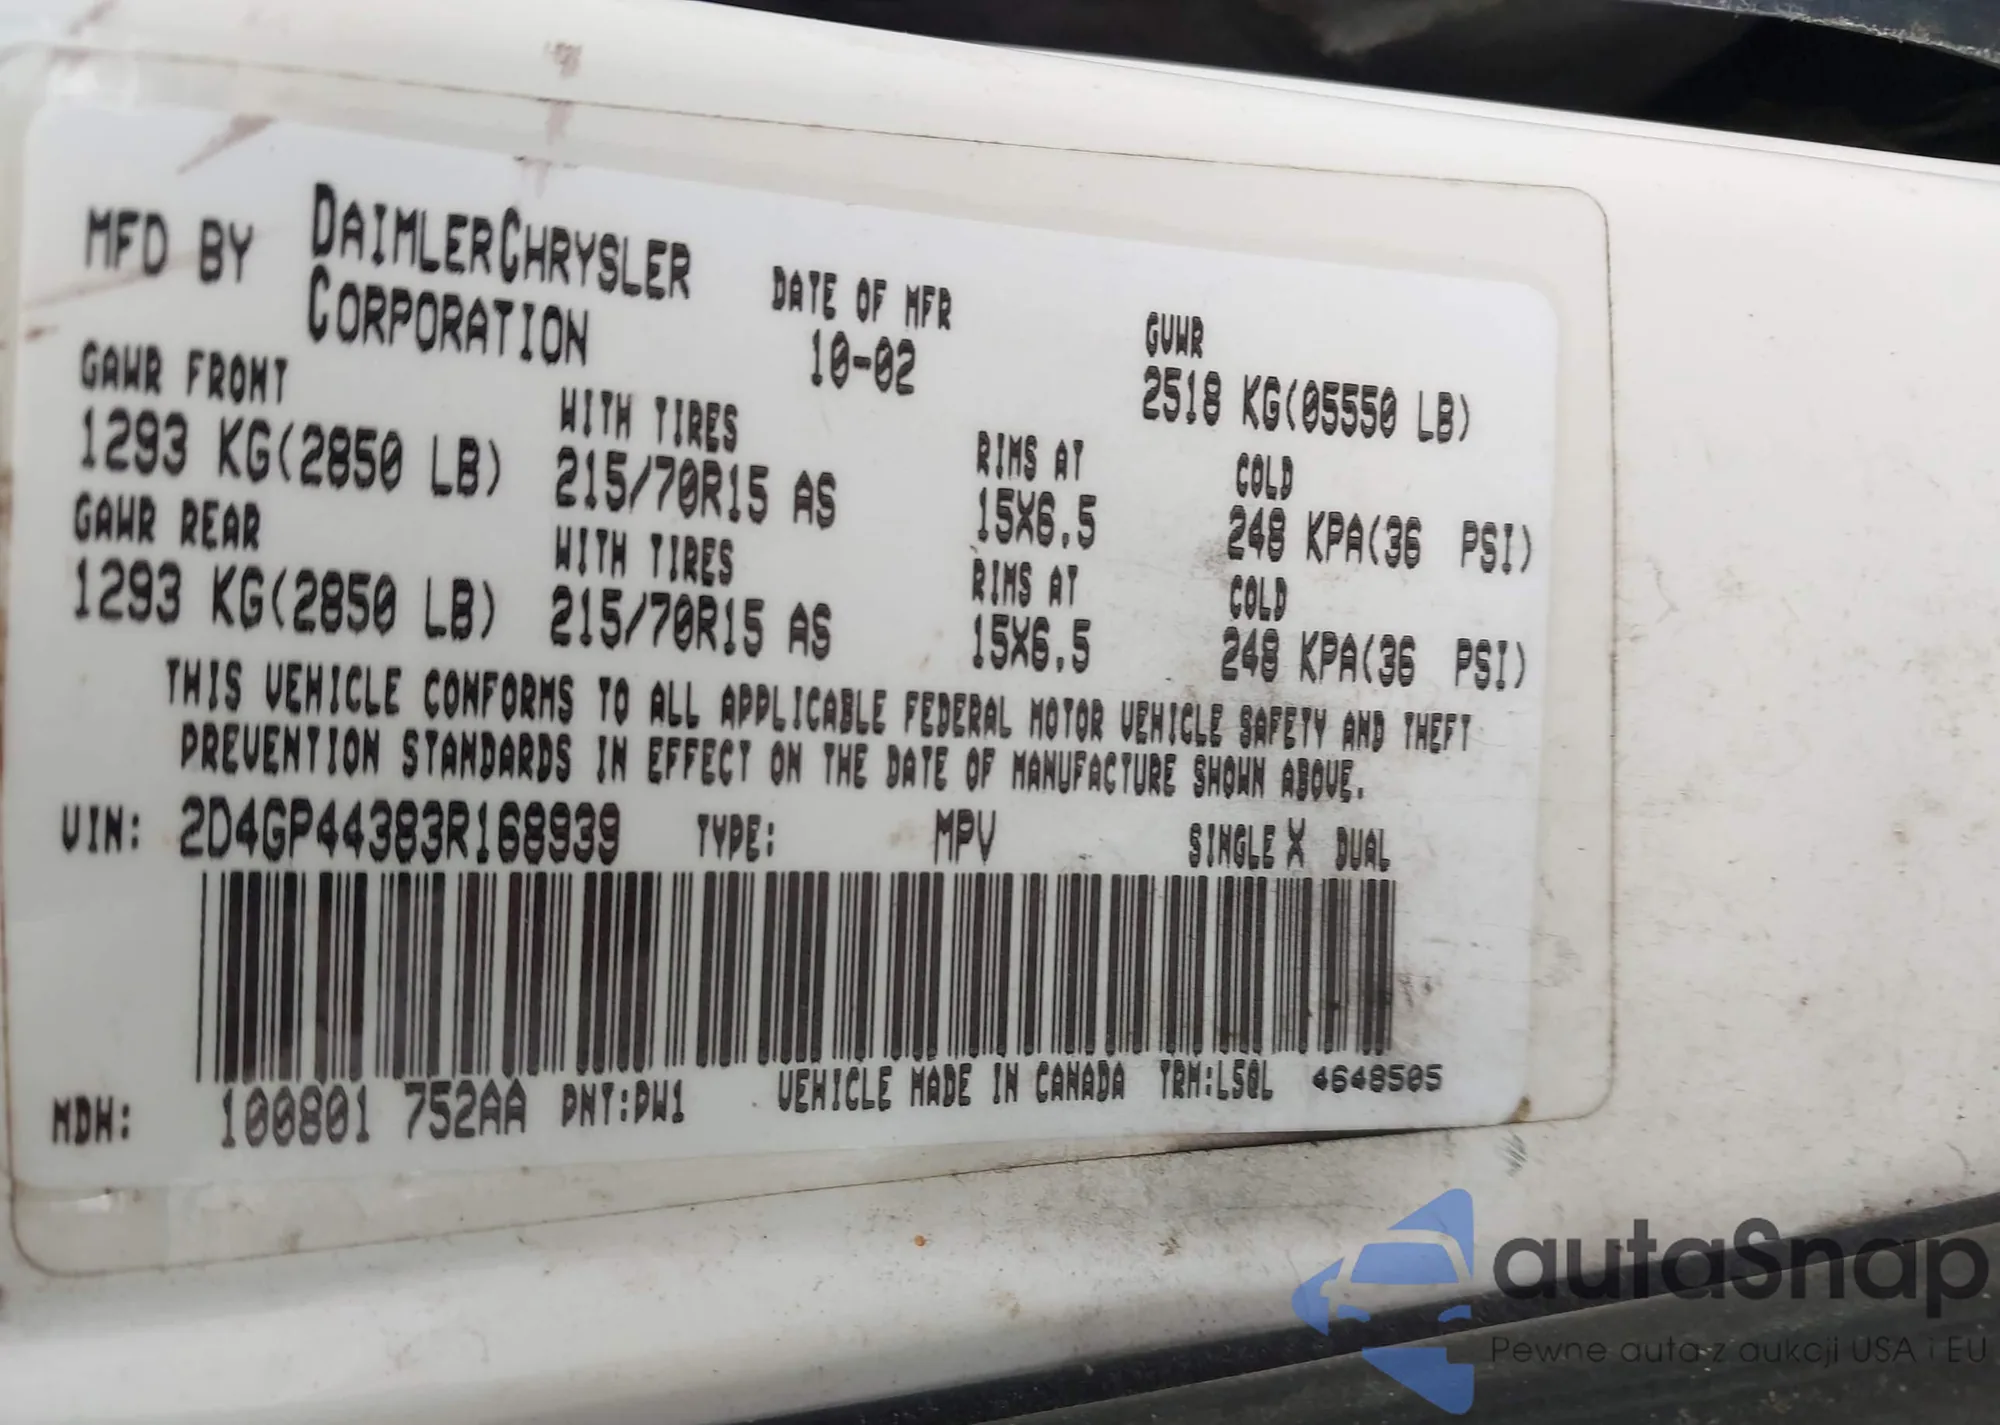 MFD BY DAIMLERCHRYSLER CORPORATION
DATE OF MFR
10-02
GVWR
2518 KG(05550 LB)
GAWR FRONT
1293 KG(2850 LB)
WITH TIRES
215/70R15 AS
RIMS AT
15X6.5
COLD
248 KPA(36 PSI)
GAWR REAR
1293 KG(2850 LB)
WITH TIRES
215/70R15 AS
RIMS AT
15X6.5
COLD
248 KPA(36 PSI)
THIS VEHICLE CONFORMS TO ALL APPLICABLE FEDERAL MOTOR VEHICLE SAFETY AND THEFT
PREVENTION STANDARDS IN EFFECT ON THE DATE OF MANUFACTURE SHOWN ABOVE.
VIN: 2D4GP44383R168939 TYPE: MPV SINGLE X DUAL
MDH: 100801 752AA PNT:PW1 VEHICLE MADE IN CANADA TRM:L5QL 4648505
autaSnap
Pewne auta z aukcji USA i EU